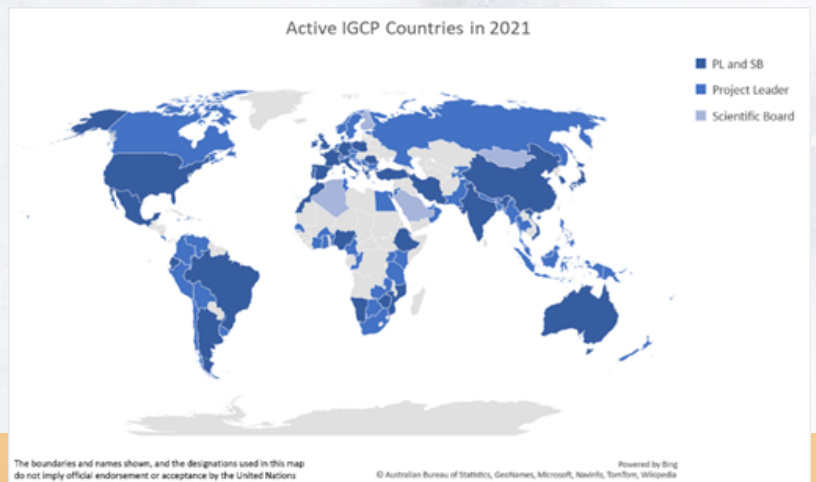 Active IGCP Countries in 2021
PL and SB
Project Leader
Scientific Board
The boundaries and names shown, and the designations used in this map
do not imply official endorsement or acceptance by the United Nations
Powered by Bing
© Australian Bureau of Statistics, GeoNames, Microsoft, Navinfo, TomTom, Wikipedia